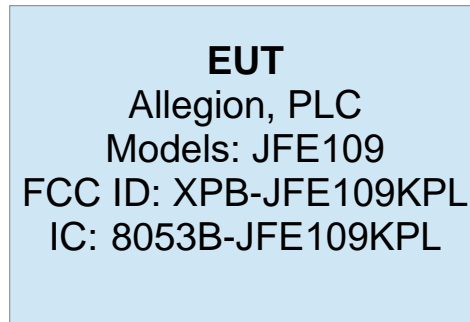 EUT
Allegion, PLC
Models: JFE109
FCC ID: XPB-JFE109KPL
IC: 8053B-JFE109KPL